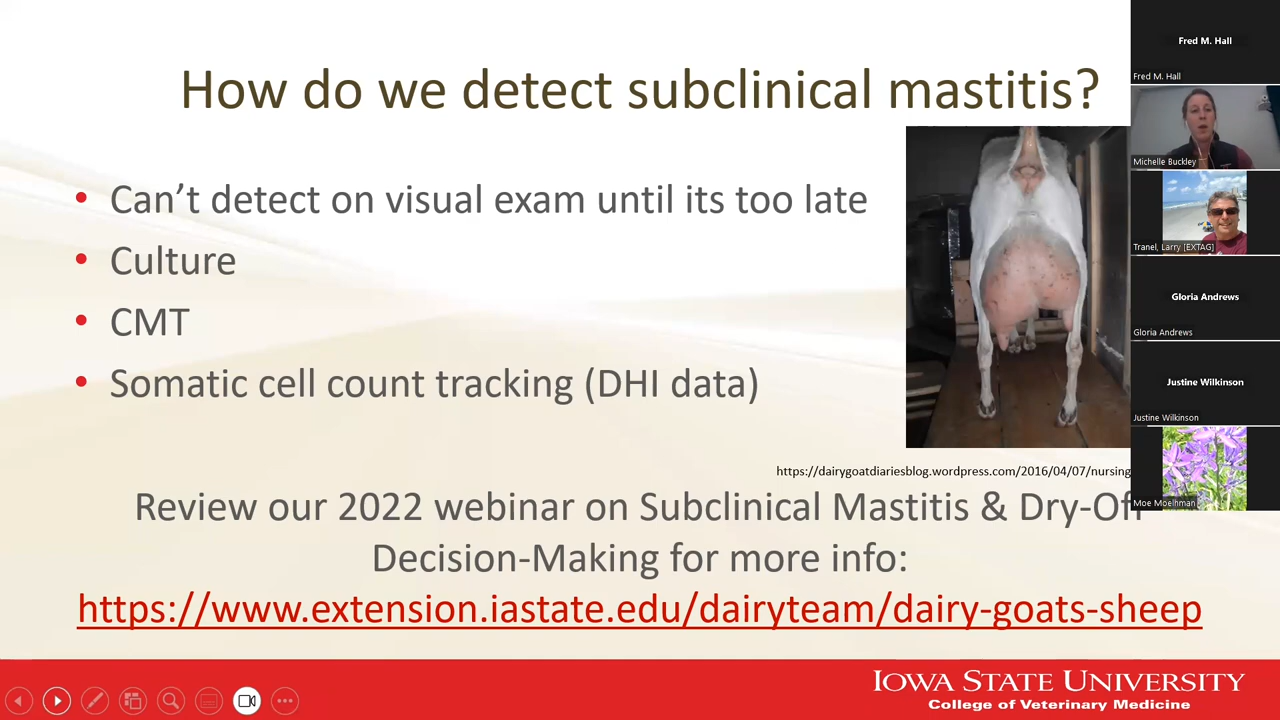 How do we detect subclinical mastitis?
• Can’t detect on visual exam until its too late
• Culture
• CMT
• Somatic cell count tracking (DHI data)
https://dairygoatdiariesblog.wordpress.com/2016/04/07/nursing
Review our 2022 webinar on Subclinical Mastitis & Dry-Off
Decision-Making for more info:
https://www.extension.iastate.edu/dairyteam/dairy-goats-sheep
IOWA STATE UNIVERSITY
College of Veterinary Medicine
Fred M. Hall
Fred M. Hall
Michelle Buckley
Tranel, Larry [EXTAG]
Gloria Andrews
Gloria Andrews
Justine Wilkinson
Justine Wilkinson
Moe Moelhman